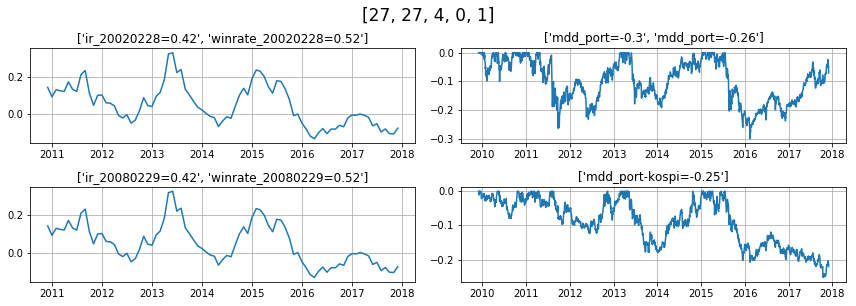 [27, 27, 4, 0, 1]
['ir_20020228=0.42', 'winrate_20020228=0.52']
0.2
0.0
2011 2012 2013 2014 2015 2016 2017 2018
['mdd_port=-0.3', 'mdd_port=-0.26']
0.0
−0.1
−0.2
−0.3
2010 2011 2012 2013 2014 2015 2016 2017 2018
['ir_20080229=0.42', 'winrate_20080229=0.52']
0.2
0.0
2011 2012 2013 2014 2015 2016 2017 2018
['mdd_port-kospi=-0.25']
0.0
−0.1
−0.2
2010 2011 2012 2013 2014 2015 2016 2017 2018